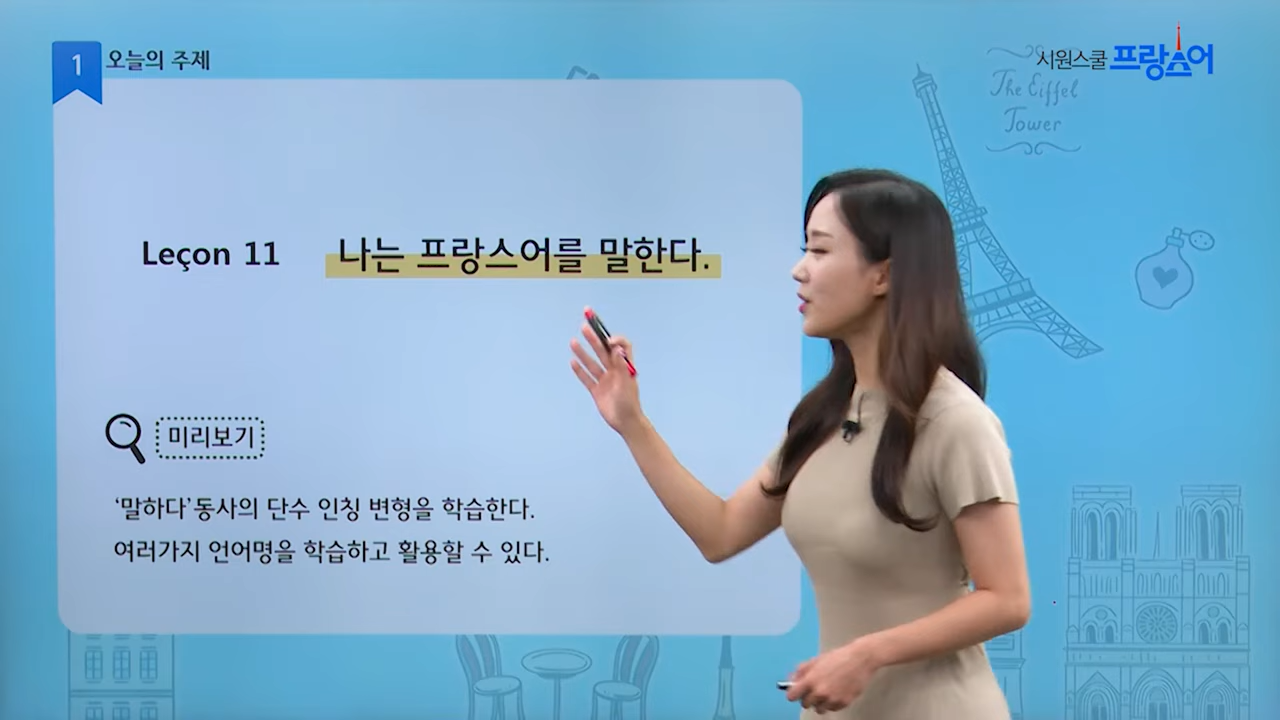 1 오늘의 주제
시원스쿨 프랑스어
The Eiffel
Tower
Leçon 11 나는 프랑스어를 말한다.
미리보기
‘말하다’동사의 단수 인칭 변형을 학습한다.
여러가지 언어명을 학습하고 활용할 수 있다.